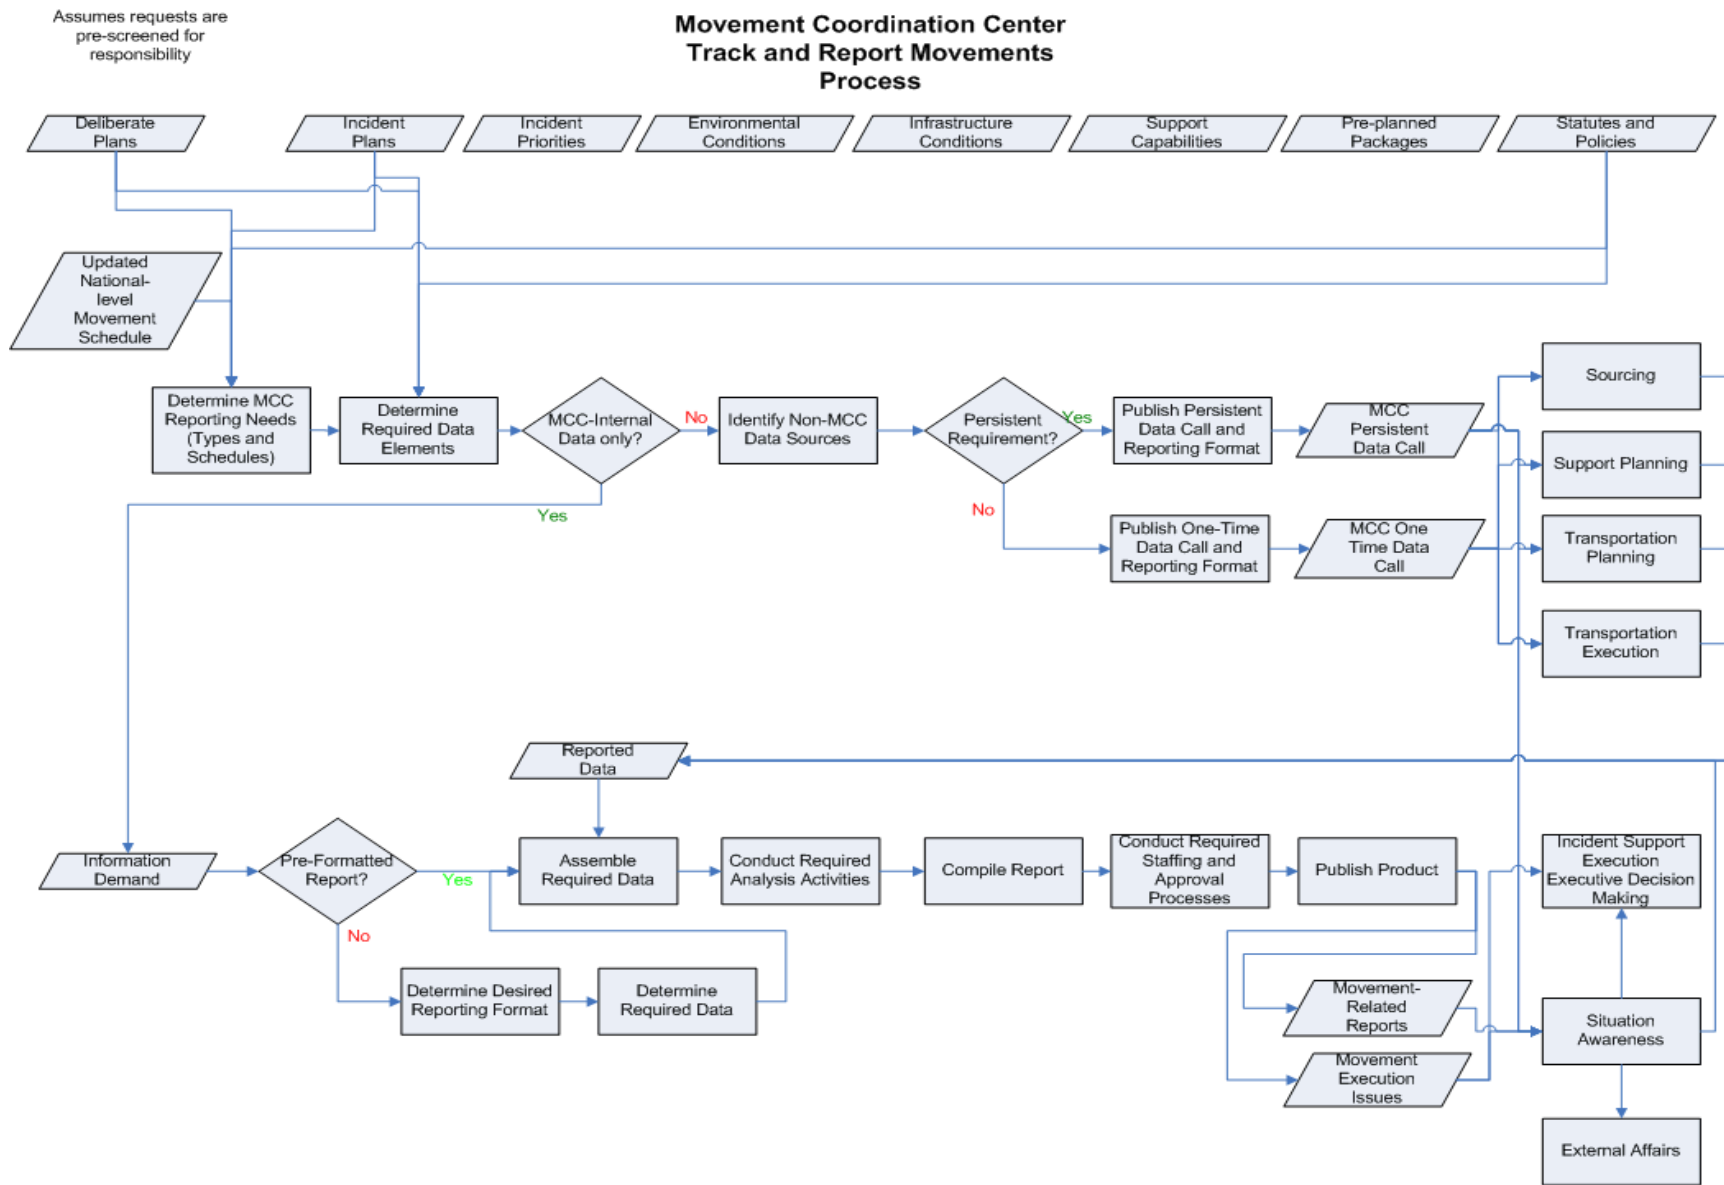 Assumes requests are
pre-screened for
responsibility
Movement Coordination Center
Track and Report Movements
Process
Deliberate
Plans
Incident
Plans
Incident
Priorities
Environmental
Conditions
Infrastructure
Conditions
Support
Capabilities
Pre-planned
Packages
Statutes and
Policies
Updated
National-
level
Movement
Schedule
Determine MCC
Reporting Needs
(Types and
Schedules)
Determine
Required Data
Elements
MCC-Internal
Data only?
No
Yes
Identify Non-MCC
Data Sources
Persistent
Requirement?
Yes
No
Publish Persistent
Data Call and
Reporting Format
MCC
Persistent
Data Call
Publish One-Time
Data Call and
Reporting Format
MCC One
Time Data
Call
Sourcing
Support Planning
Transportation
Planning
Transportation
Execution
Reported
Data
Information
Demand
Pre-Formatted
Report?
Yes
No
Assemble
Required Data
Conduct Required
Analysis Activities
Compile Report
Conduct Required
Staffing and
Approval
Processes
Publish Product
Incident Support
Execution
Executive Decision
Making
Determine Desired
Reporting Format
Determine
Required Data
Movement-
Related
Reports
Movement
Execution
Issues
Situation
Awareness
External Affairs